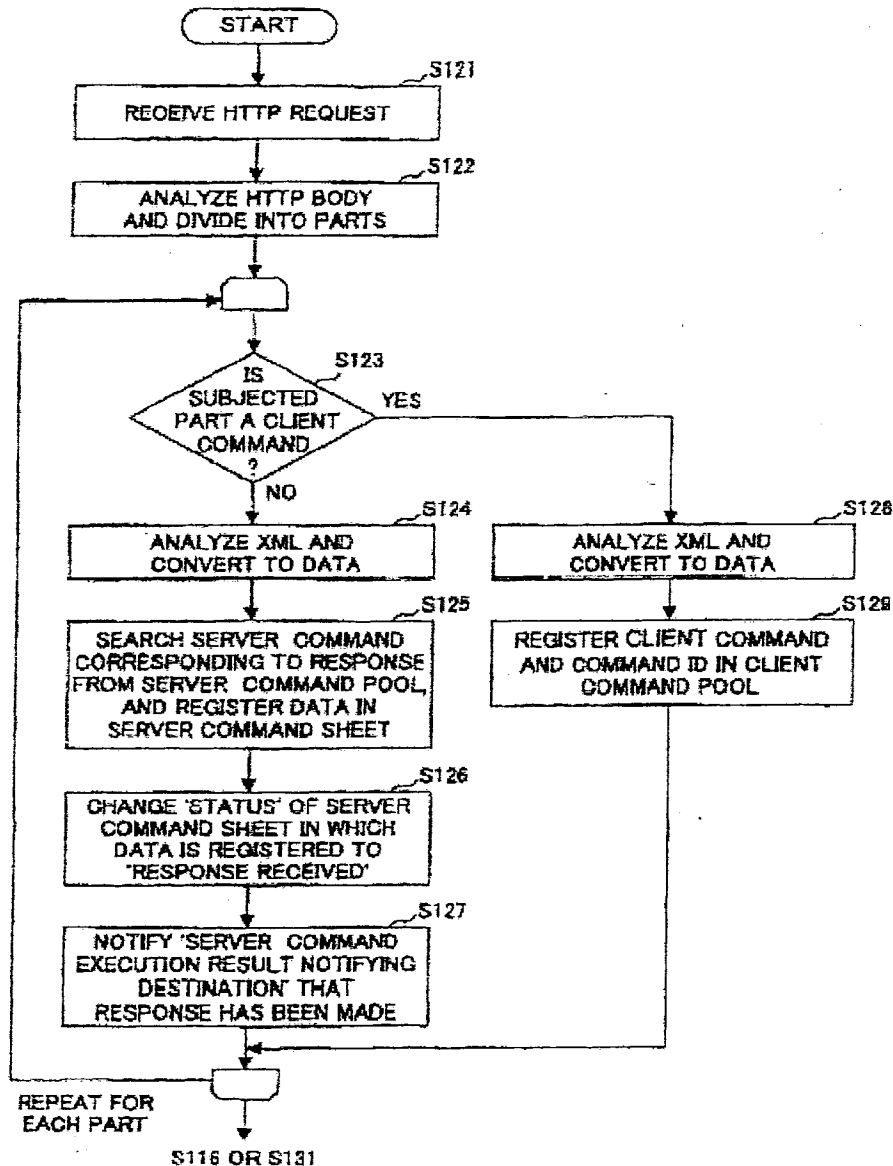 START
S121
RECEIVE HTTP REQUEST
S122
ANALYZE HTTP BODY
AND DIVIDE INTO PARTS
S123
IS
SUBJECTED
PART A CLIENT
COMMAND
?
YES
NO
S124
ANALYZE XML AND
CONVERT TO DATA
S128
ANALYZE XML AND
CONVERT TO DATA
S125
SEARCH SERVER COMMAND
CORRESPONDING TO RESPONSE
FROM SERVER COMMAND POOL,
AND REGISTER DATA IN
SERVER COMMAND SHEET
S129
REGISTER CLIENT COMMAND
AND COMMAND ID IN CLIENT
COMMAND POOL
S126
CHANGE 'STATUS' OF SERVER
COMMAND SHEET IN WHICH
DATA IS REGISTERED TO
'RESPONSE RECEIVED'
S127
NOTIFY 'SERVER COMMAND
EXECUTION RESULT NOTIFYING
DESTINATION' THAT
RESPONSE HAS BEEN MADE
REPEAT FOR
EACH PART
S116 OR S131